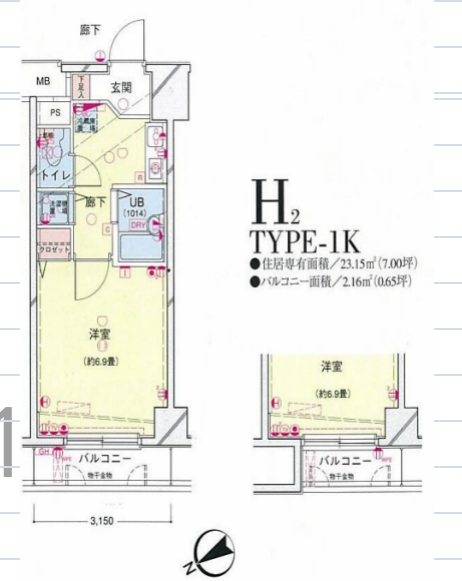 廊下
MB
下足入
玄関
PS
冷蔵庫置場
トイレ
R
廊下
UB
(1014)
DRY
洗濯機置場
C
クロゼット
洋室
(約6.9畳)
GH
バルコニー
物干金物
3,150
H2
TYPE-1K
●住居専有面積／23.15㎡(7.00坪)
●バルコニー面積／2.16㎡(0.65坪)
洋室
(約6.9畳)
バルコニー
物干金物
1
N